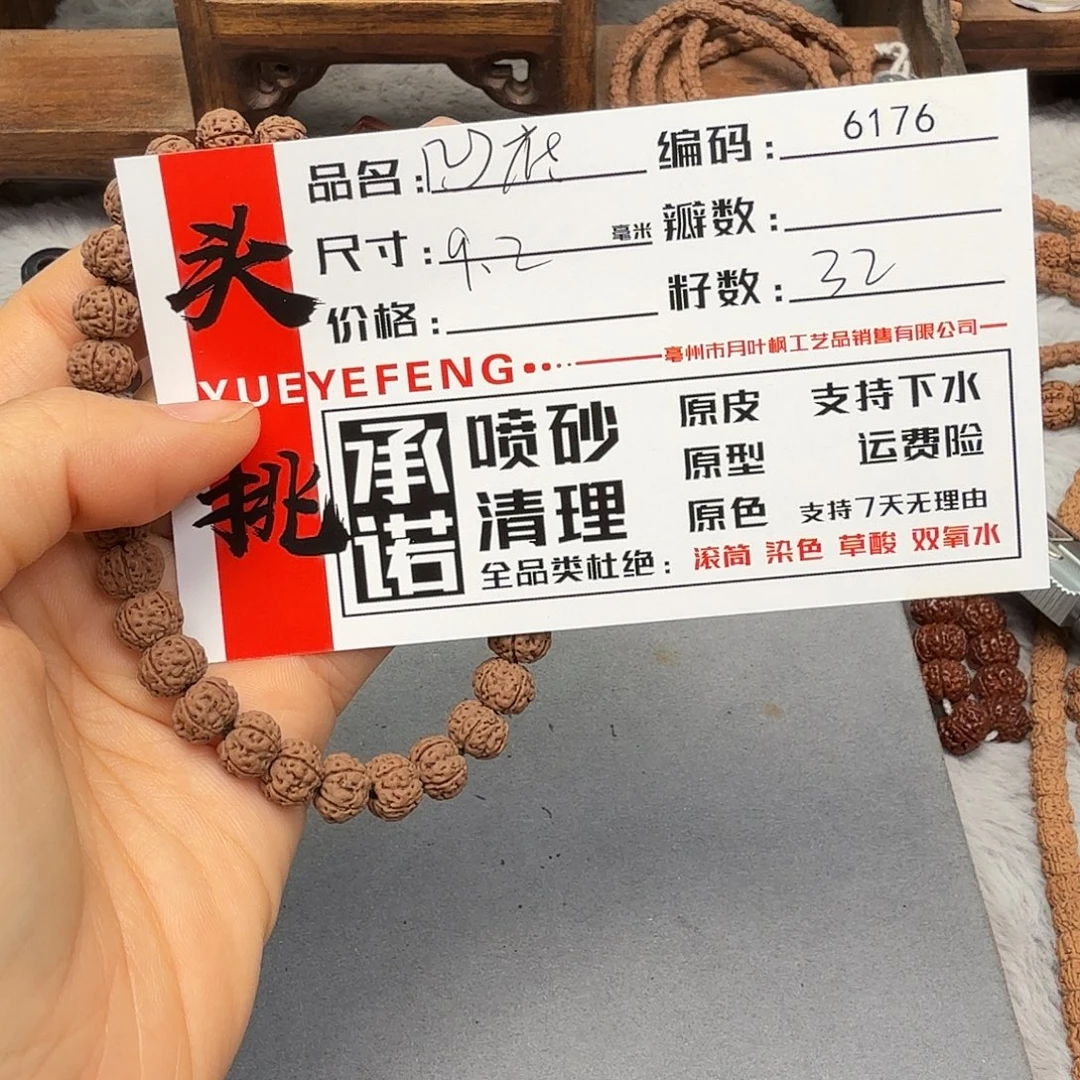 头挑
品名：凹桩 编码：6176
尺寸：9.2毫米 瓣数：
价格： 籽数：32
YUEYEFENG 亳州市月叶枫工艺品销售有限公司
承诺
喷砂 原皮 支持下水
清理 原型 运费险
原色 支持7天无理由
全品类杜绝：滚筒 染色 草酸 双氧水